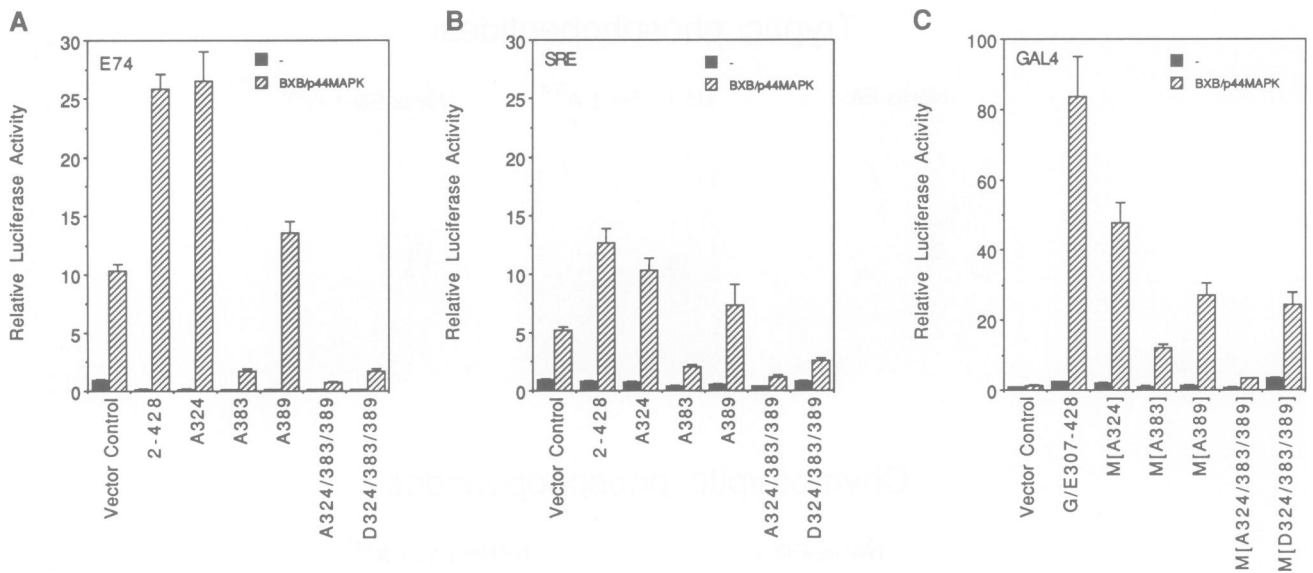 A
Relative Luciferase Activity
30
25
20
15
10
5
0
E74
-
BXB/p44MAPK
Vector Control
2-428
A324
A383
A389
A324/383/389
D324/383/389
B
Relative Luciferase Activity
30
25
20
15
10
5
0
SRE
-
BXB/p44MAPK
Vector Control
2-428
A324
A383
A389
A324/383/389
D324/383/389
C
Relative Luciferase Activity
100
80
60
40
20
0
GAL4
-
BXB/p44MAPK
Vector Control
G/E307-428
M[A324]
M[A383]
M[A389]
M[A324/383/389]
M[D324/383/389]
Tryptic phosphopeptides